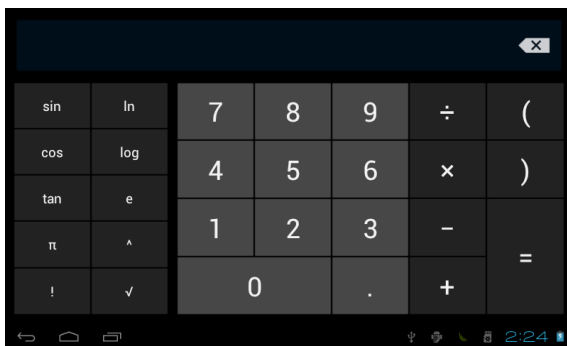 sin ln 7 8 9 ÷ (
cos log 4 5 6 × )
tan e 1 2 3 −
π ^ =
! √ 0 . +
2:24